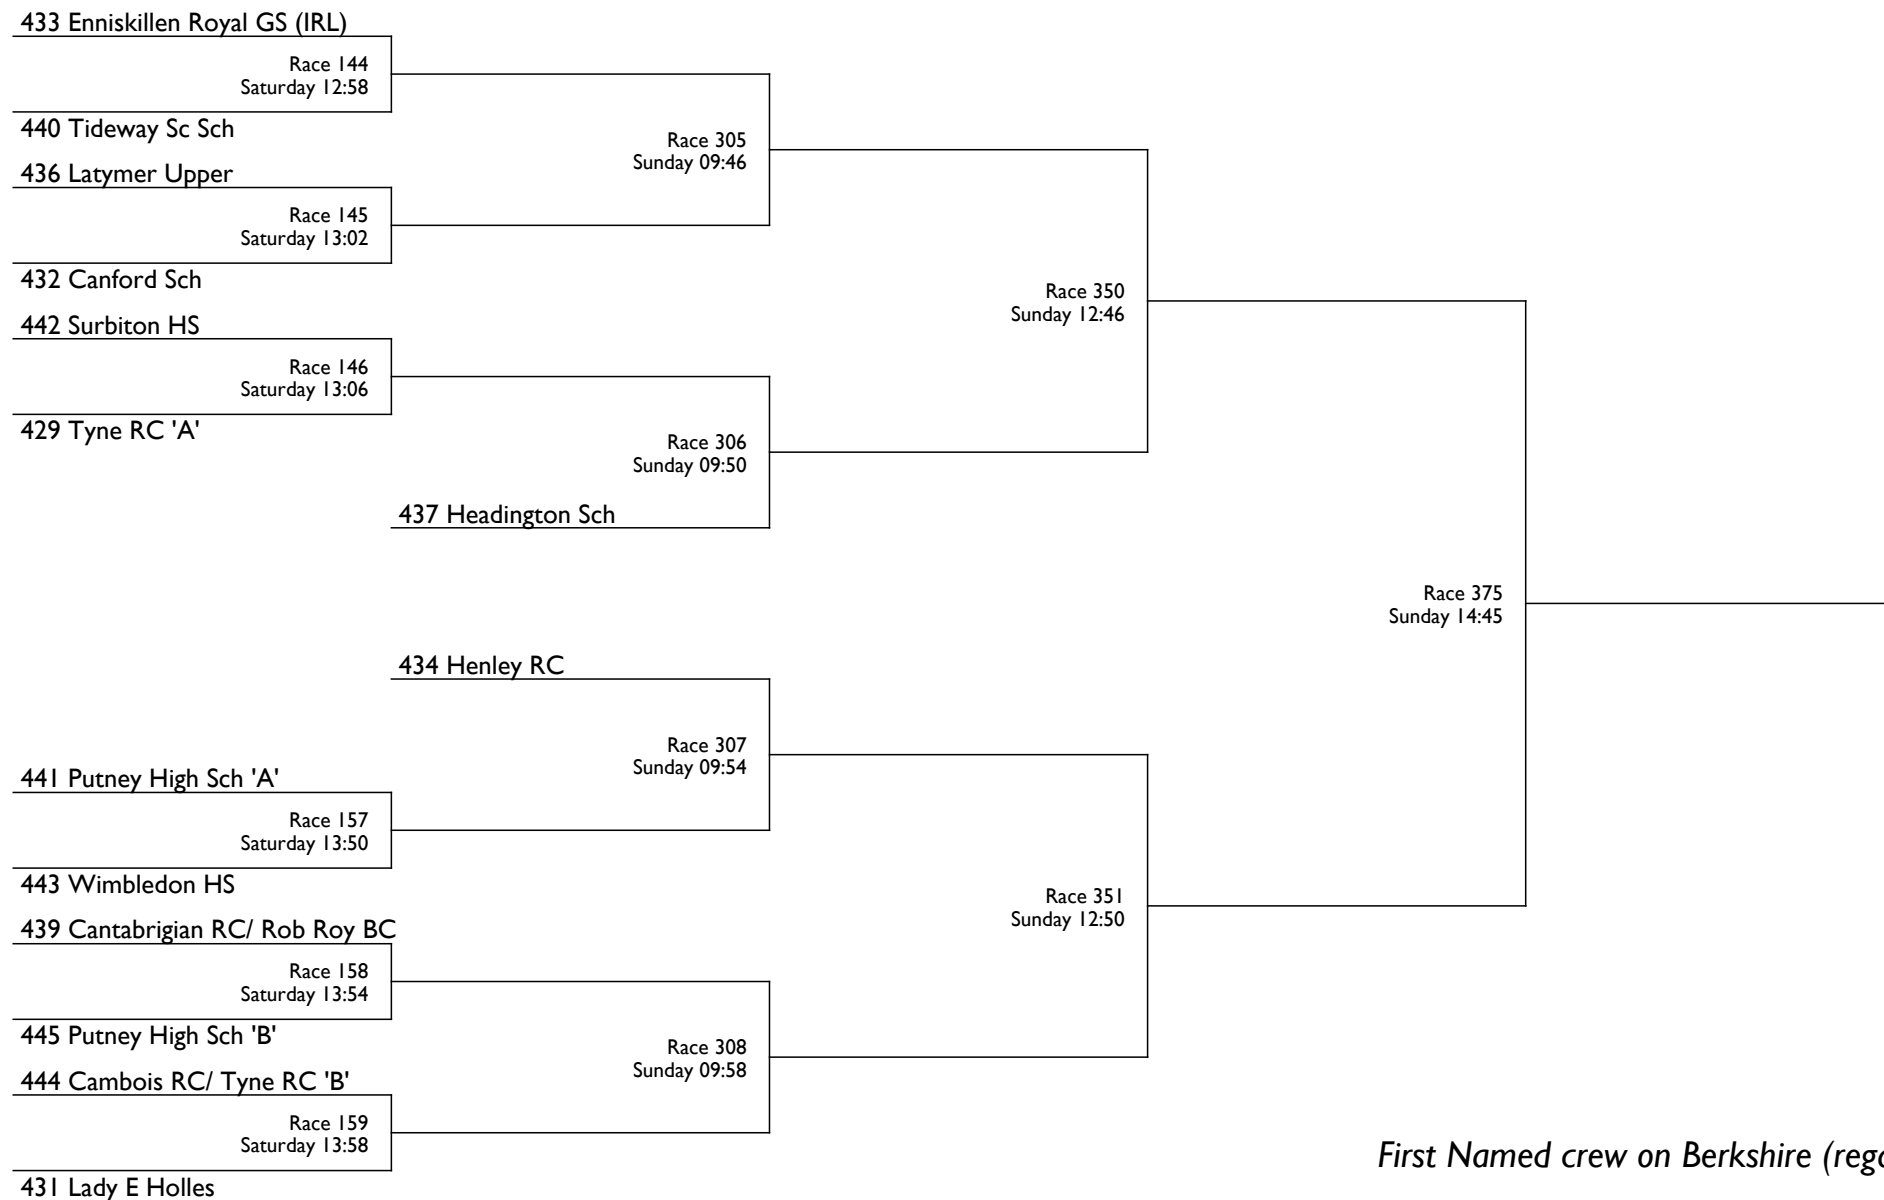 433 Enniskillen Royal GS (IRL)
Race 144
Saturday 12:58
440 Tideway Sc Sch
436 Latymer Upper
Race 145
Saturday 13:02
432 Canford Sch
442 Surbiton HS
Race 146
Saturday 13:06
429 Tyne RC 'A'
Race 305
Sunday 09:46
Race 306
Sunday 09:50
437 Headington Sch
Race 350
Sunday 12:46
Race 375
Sunday 14:45
434 Henley RC
Race 307
Sunday 09:54
441 Putney High Sch 'A'
Race 157
Saturday 13:50
443 Wimbledon HS
439 Cantabrigian RC/ Rob Roy BC
Race 158
Saturday 13:54
445 Putney High Sch 'B'
444 Cambois RC/ Tyne RC 'B'
Race 159
Saturday 13:58
431 Lady E Holles
Race 308
Sunday 09:58
Race 351
Sunday 12:50
First Named crew on Berkshire